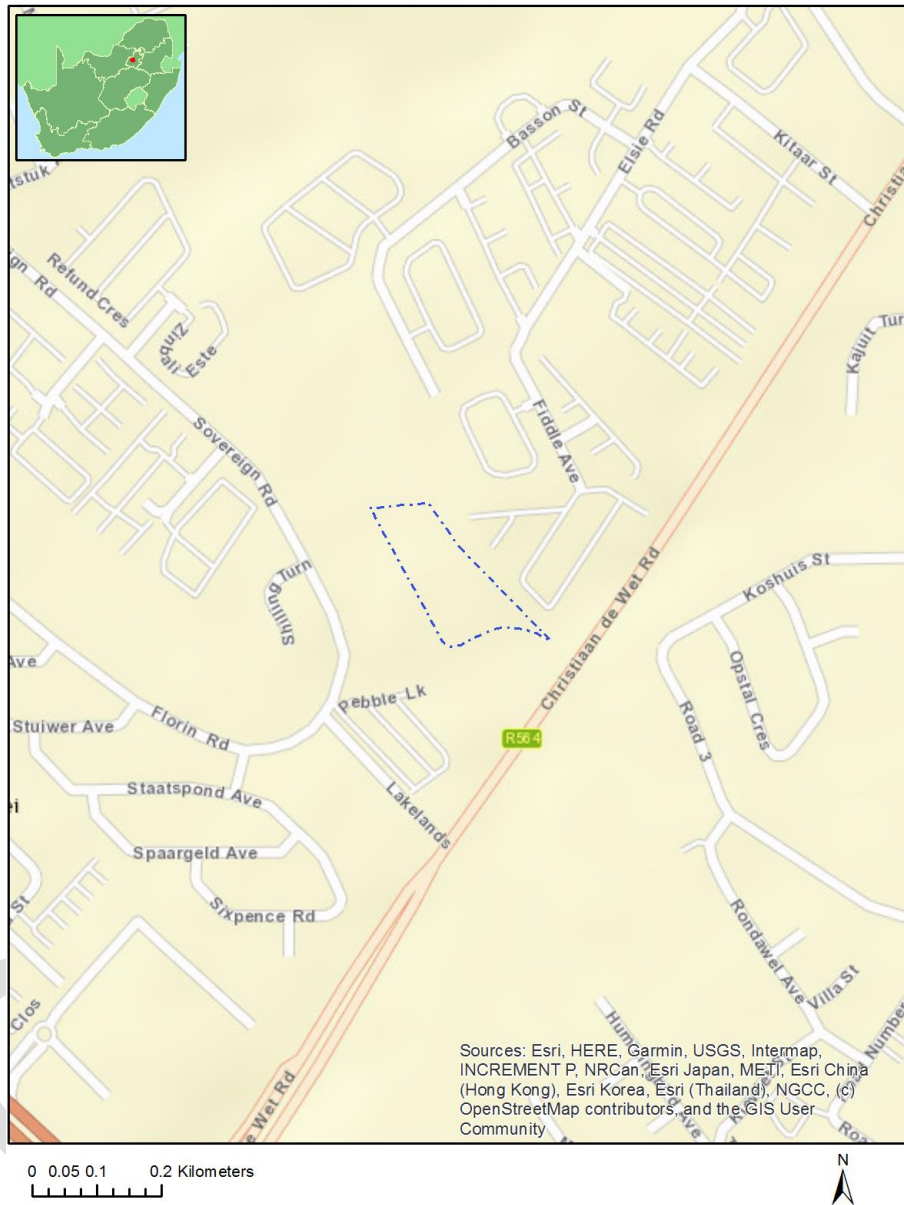 Basson St
Elsie Rd
Kitaar St
Refund Cres
Zimbali
Este
Kajuit Tur
Fiddle Ave
Sovereign Rd
Shilling Turn
Christiaan de Wet Rd
Koshuis St
Opstal Cres
Road 3
Pebble Lk
R564
Ave
Stuiwer Ave
Florin Rd
Staatspond Ave
Lakelands
Spaargeld Ave
Sixpence Rd
Rondawel Ave
Villa St
Clos
e Wet Rd
Sources: Esri, HERE, Garmin, USGS, Intermap,
INCREMENT P, NRCan, Esri Japan, METI, Esri China
(Hong Kong), Esri Korea, Esri (Thailand), NGCC, (c)
OpenStreetMap contributors, and the GIS User
Community
0 0.05 0.1 0.2 Kilometers
N